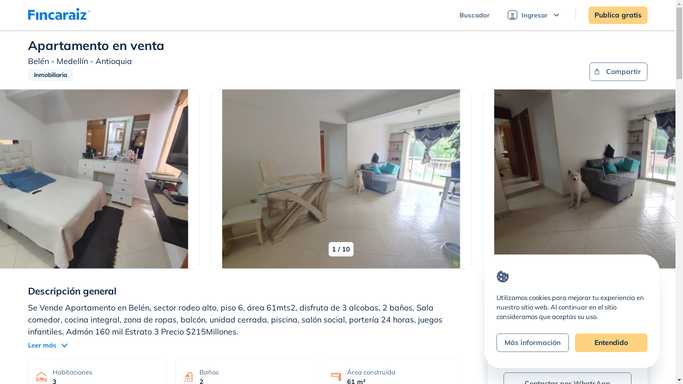 Fincaraiz
Buscador
Ingresar
Publica gratis
Apartamento en venta
Belén - Medellín - Antioquia
Inmobiliaria
Compartir
1 / 10
Descripción general
Se Vende Apartamento en Belén, sector rodeo alto, piso 6, área 61mts2, disfruta de 3 alcobas, 2 baños, Sala
comedor, cocina integral, zona de ropas, balcón, unidad cerrada, piscina, salón social, portería 24 horas, juegos
infantiles, Admón 160 mil Estrato 3 Precio $215Millones.
Leer más
Habitaciones
3
Baños
2
Área construida
61 m²
Utilizamos cookies para mejorar tu experiencia en
nuestro sitio web. Al continuar en el sitio
consideramos que aceptas su uso.
Más información
Entendido
Contactar por WhatsApp